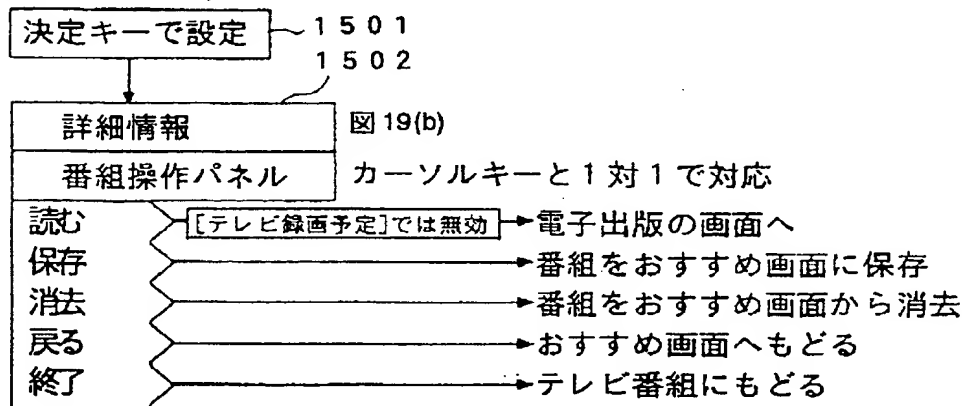 決定キーで設定 1501
1502
詳細情報 図19(b)
番組操作パネル カーソルキーと1対1で対応
読む [テレビ録画予定]では無効 電子出版の画面へ
保存 番組をおすすめ画面に保存
消去 番組をおすすめ画面から消去
戻る おすすめ画面へもどる
終了 テレビ番組にもどる